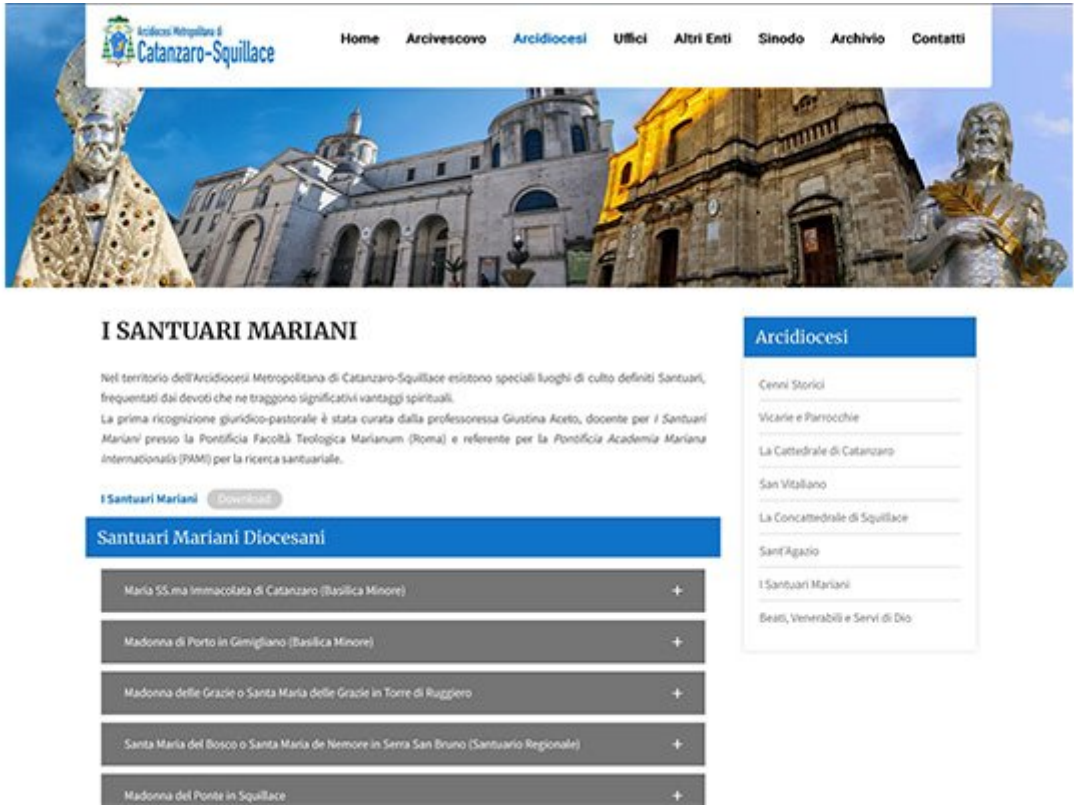 Arcidiocesi Metropolitana di
Catanzaro-Squillace
Home Arcivescovo Arcidiocesi Uffici Altri Enti Sinodo Archivio Contatti
I SANTUARI MARIANI
Nel territorio dell'Arcidiocesi Metropolitana di Catanzaro-Squillace esistono speciali luoghi di culto definiti Santuari,
frequentati dai devoti che ne traggono significativi vantaggi spirituali.
La prima ricognizione giuridico-pastorale è stata curata dalla professoressa Giustina Aceto, docente per I Santuari
Mariani presso la Pontificia Facoltà Teologica Marianum (Roma) e referente per la Pontificia Academia Mariana
Internationalis (PAMI) per la ricerca santuariale.
I Santuari Mariani Download
Santuari Mariani Diocesani
Maria SS.ma Immacolata di Catanzaro (Basilica Minore) +
Madonna di Porto in Gimigliano (Basilica Minore) +
Madonna delle Grazie o Santa Maria delle Grazie in Torre di Ruggiero +
Santa Maria del Bosco o Santa Maria de Nemore in Serra San Bruno (Santuario Regionale) +
Madonna del Ponte in Squillace +
Arcidiocesi
Cenni Storici
Vicarie e Parrocchie
La Cattedrale di Catanzaro
San Vitaliano
La Concattedrale di Squillace
Sant'Agazio
I Santuari Mariani
Beati, Venerabili e Servi di Dio